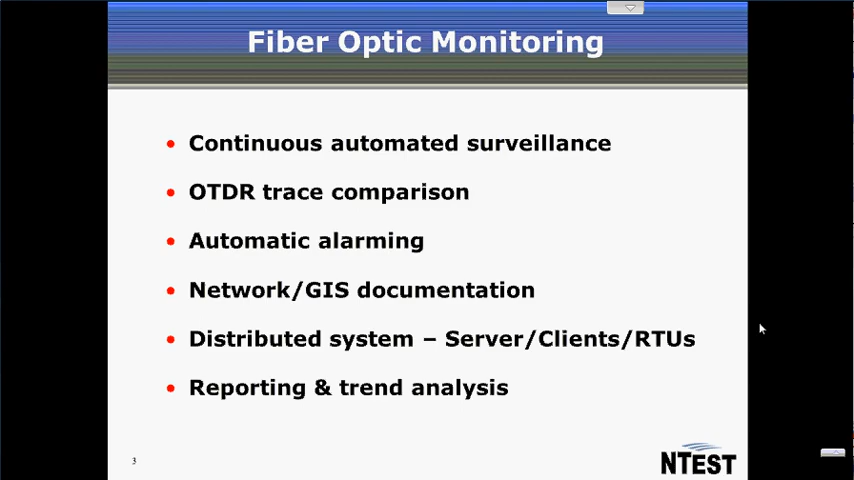 Fiber Optic Monitoring
• Continuous automated surveillance
• OTDR trace comparison
• Automatic alarming
• Network/GIS documentation
• Distributed system – Server/Clients/RTUs
• Reporting & trend analysis
3
NTEST